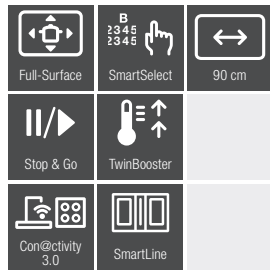 B
2345
2345
Full-Surface
SmartSelect
90 cm
Stop & Go
TwinBooster
Con@ctivity
3.0
SmartLine